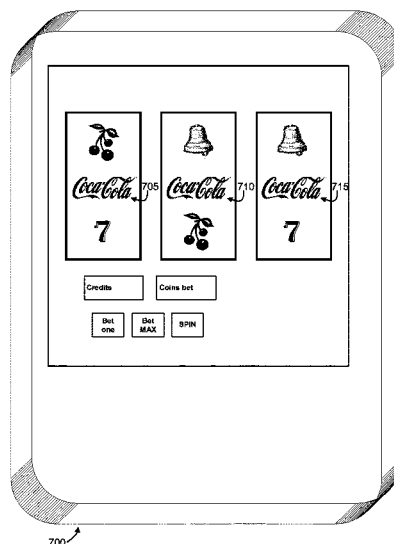 Coca-Cola 705 Coca-Cola 710 Coca-Cola 715
7 7
Credits Coins bet
Bet one Bet MAX SPIN
700